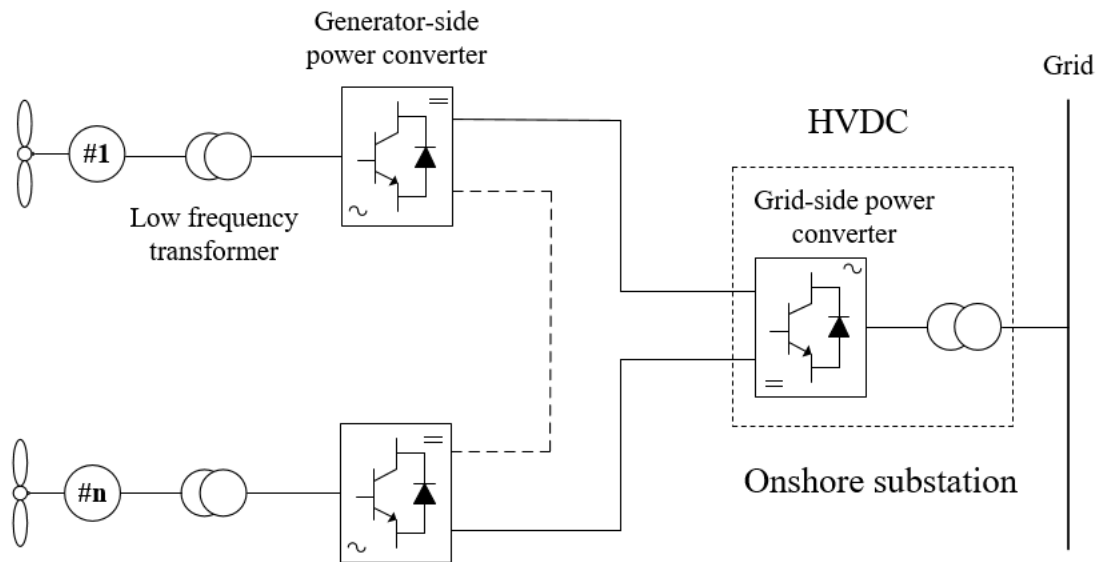 Generator-side
power converter
Grid
HVDC
#1
Low frequency
transformer
Grid-side power
converter
#n
Onshore substation